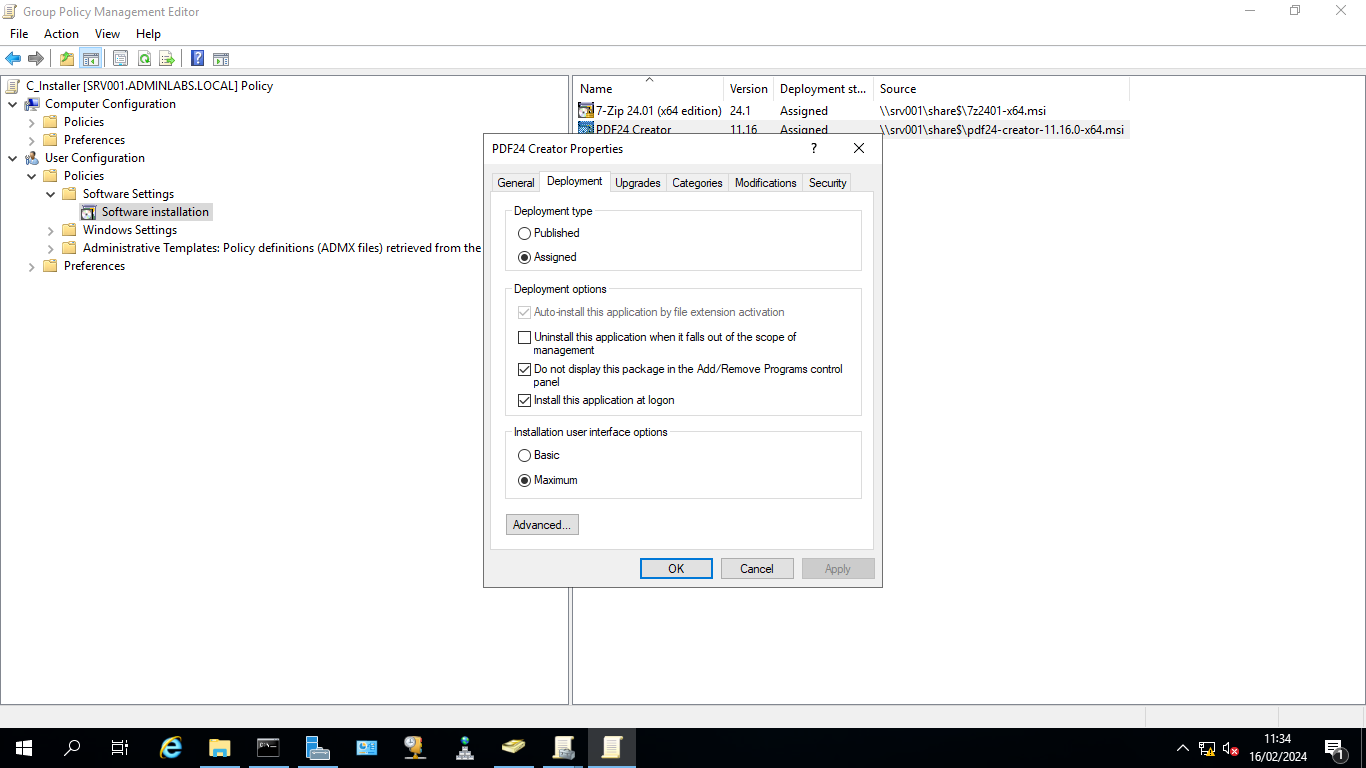 Group Policy Management Editor
File Action View Help
C_Installer [SRV001.ADMINLABS.LOCAL] Policy
Computer Configuration
Policies
Preferences
User Configuration
Policies
Software Settings
Software installation
Windows Settings
Administrative Templates: Policy definitions (ADMX files) retrieved from the
Preferences
Name Version Deployment st... Source
7-Zip 24.01 (x64 edition) 24.1 Assigned \\srv001\share$\7z2401-x64.msi
PDF24 Creator 11.16 Assigned \\srv001\share$\pdf24-creator-11.16.0-x64.msi
PDF24 Creator Properties
?
General Deployment Upgrades Categories Modifications Security
Deployment type
Published
Assigned
Deployment options
Auto-install this application by file extension activation
Uninstall this application when it falls out of the scope of
management
Do not display this package in the Add/Remove Programs control
panel
Install this application at logon
Installation user interface options
Basic
Maximum
Advanced...
OK Cancel Apply
11:34
16/02/2024
1